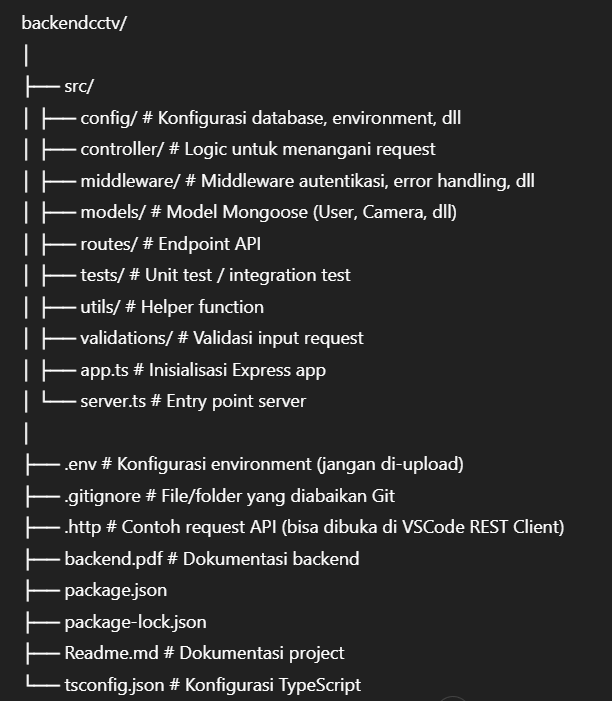 backendcctv/
│
├── src/
│ ├── config/ # Konfigurasi database, environment, dll
│ ├── controller/ # Logic untuk menangani request
│ ├── middleware/ # Middleware autentikasi, error handling, dll
│ ├── models/ # Model Mongoose (User, Camera, dll)
│ ├── routes/ # Endpoint API
│ ├── tests/ # Unit test / integration test
│ ├── utils/ # Helper function
│ ├── validations/ # Validasi input request
│ ├── app.ts # Inisialisasi Express app
│ └── server.ts # Entry point server
│
├── .env # Konfigurasi environment (jangan di-upload)
├── .gitignore # File/folder yang diabaikan Git
├── .http # Contoh request API (bisa dibuka di VSCode REST Client)
├── backend.pdf # Dokumentasi backend
├── package.json
├── package-lock.json
├── Readme.md # Dokumentasi project
└── tsconfig.json # Konfigurasi TypeScript